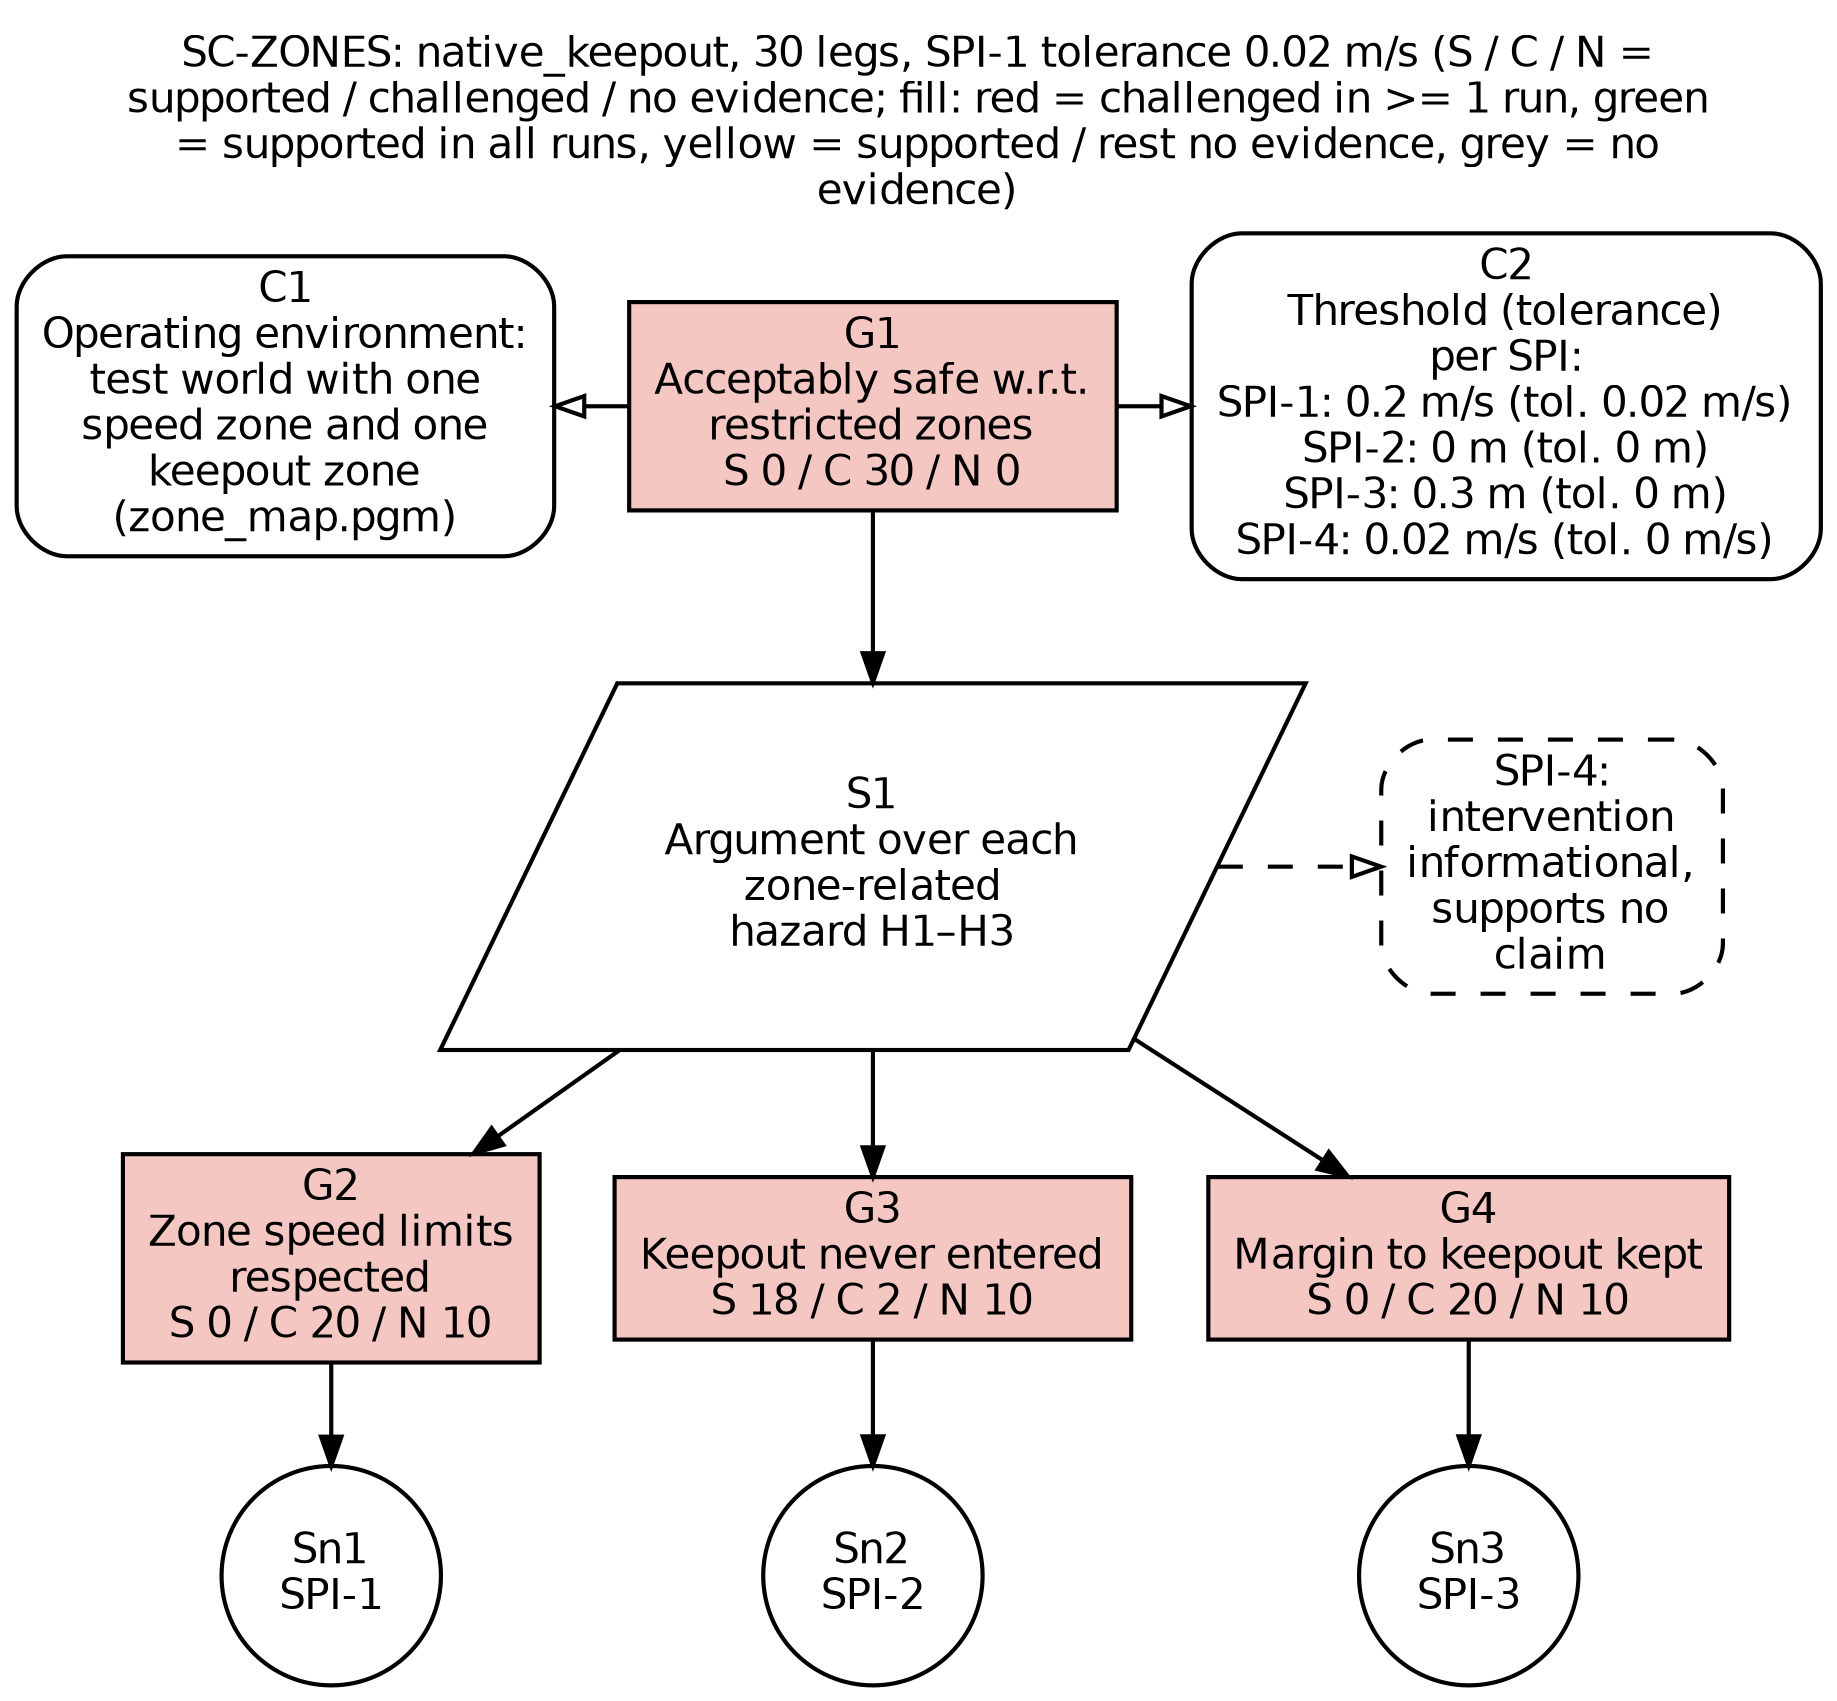 SC-ZONES: native_keepout, 30 legs, SPI-1 tolerance 0.02 m/s (S / C / N =
supported / challenged / no evidence; fill: red = challenged in >= 1 run, green
= supported in all runs, yellow = supported / rest no evidence, grey = no
evidence)
C1
Operating environment:
test world with one
speed zone and one
keepout zone
(zone_map.pgm)
G1
Acceptably safe w.r.t.
restricted zones
S 0 / C 30 / N 0
C2
Threshold (tolerance)
per SPI:
SPI-1: 0.2 m/s (tol. 0.02 m/s)
SPI-2: 0 m (tol. 0 m)
SPI-3: 0.3 m (tol. 0 m)
SPI-4: 0.02 m/s (tol. 0 m/s)
S1
Argument over each
zone-related
hazard H1–H3
SPI-4:
intervention
informational,
supports no
claim
G2
Zone speed limits
respected
S 0 / C 20 / N 10
G3
Keepout never entered
S 18 / C 2 / N 10
G4
Margin to keepout kept
S 0 / C 20 / N 10
Sn1
SPI-1
Sn2
SPI-2
Sn3
SPI-3